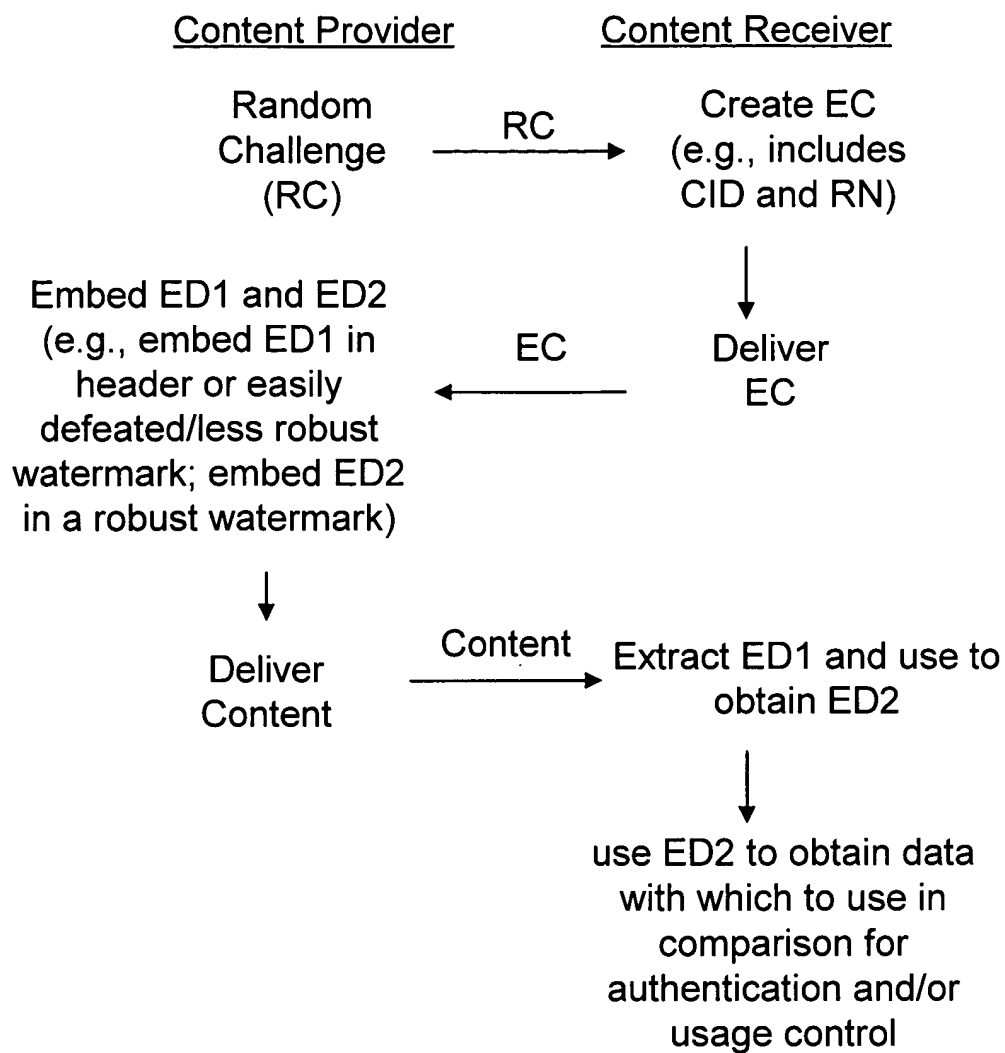 Content Provider
Content Receiver
Random
Challenge
(RC)
RC
Create EC
(e.g., includes
CID and RN)
Deliver
EC
EC
Embed ED1 and ED2
(e.g., embed ED1 in
header or easily
defeated/less robust
watermark; embed ED2
in a robust watermark)
Deliver
Content
Content
Extract ED1 and use to
obtain ED2
use ED2 to obtain data
with which to use in
comparison for
authentication and/or
usage control